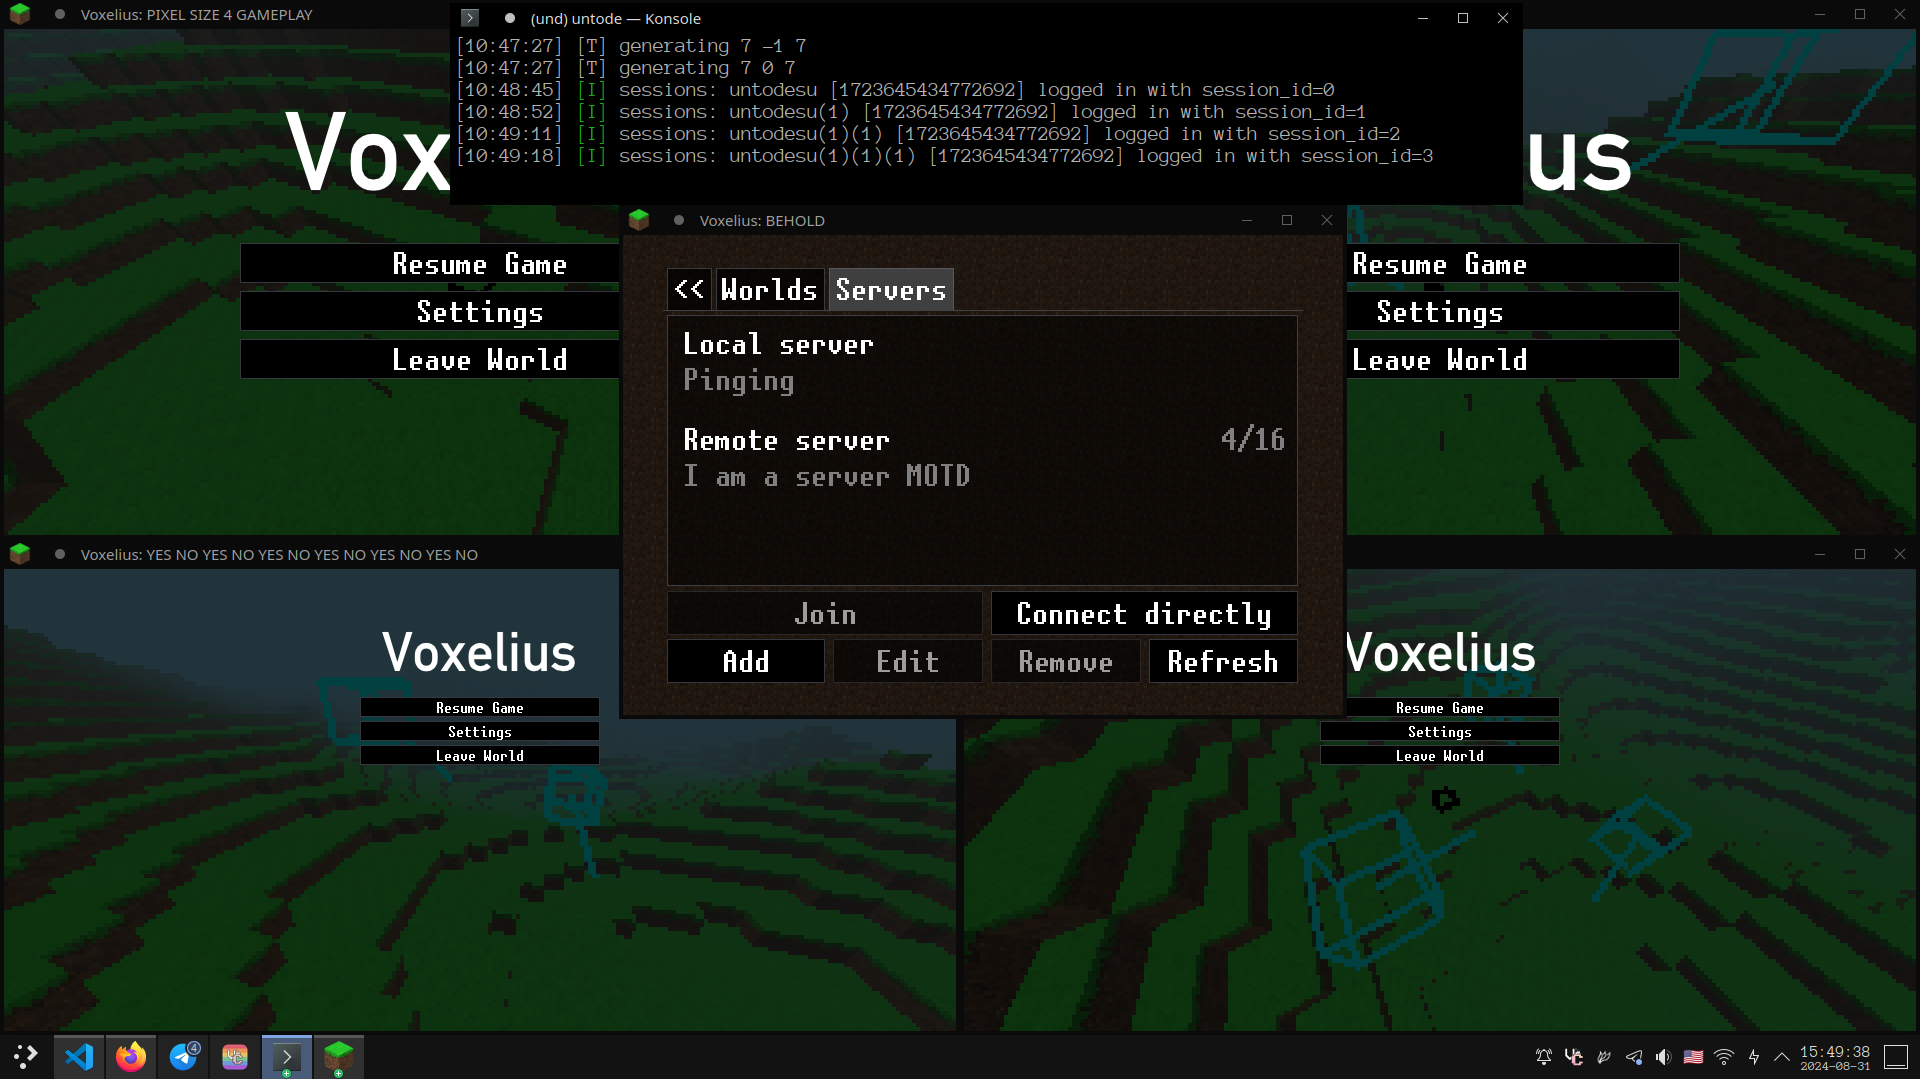 Voxelius: PIXEL SIZE 4 GAMEPLAY
(und) untode — Konsole
[10:47:27] [T] generating 7 -1 7
[10:47:27] [T] generating 7 0 7
[10:48:45] [I] sessions: untodesu [1723645434772692] logged in with session_id=0
[10:48:52] [I] sessions: untodesu(1) [1723645434772692] logged in with session_id=1
[10:49:11] [I] sessions: untodesu(1)(1) [1723645434772692] logged in with session_id=2
[10:49:18] [I] sessions: untodesu(1)(1)(1) [1723645434772692] logged in with session_id=3
Vox
us
Resume Game
Settings
Leave World
Resume Game
Settings
Leave World
Voxelius: BEHOLD
<< Worlds Servers
Local server
Pinging
Remote server 4/16
I am a server MOTD
Join Connect directly
Add Edit Remove Refresh
Voxelius: YES NO YES NO YES NO YES NO YES NO YES NO
Voxelius
Resume Game
Settings
Leave World
Voxelius
Resume Game
Settings
Leave World
4
UC
UC
15:49:38
2024-08-31